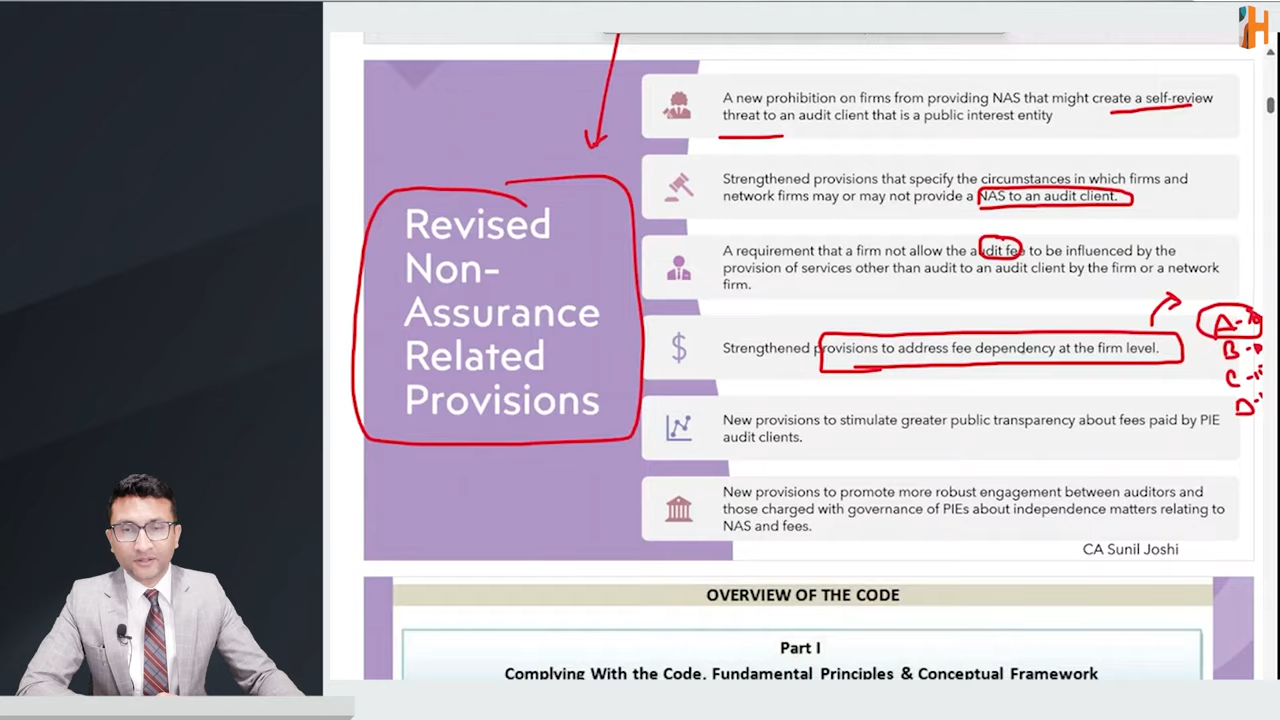 H
A new prohibition on firms from providing NAS that might create a self-review
threat to an audit client that is a public interest entity
Strengthened provisions that specify the circumstances in which firms and
network firms may or may not provide a NAS to an audit client.
Revised
Non-
Assurance
Related
Provisions
A requirement that a firm not allow the audit fee to be influenced by the
provision of services other than audit to an audit client by the firm or a network
firm.
Strengthened provisions to address fee dependency at the firm level.
$
A
B
C
D
New provisions to stimulate greater public transparency about fees paid by PIE
audit clients.
New provisions to promote more robust engagement between auditors and
those charged with governance of PIEs about independence matters relating to
NAS and fees.
CA Sunil Joshi
OVERVIEW OF THE CODE
Part I
Complying With the Code, Fundamental Principles & Conceptual Framework